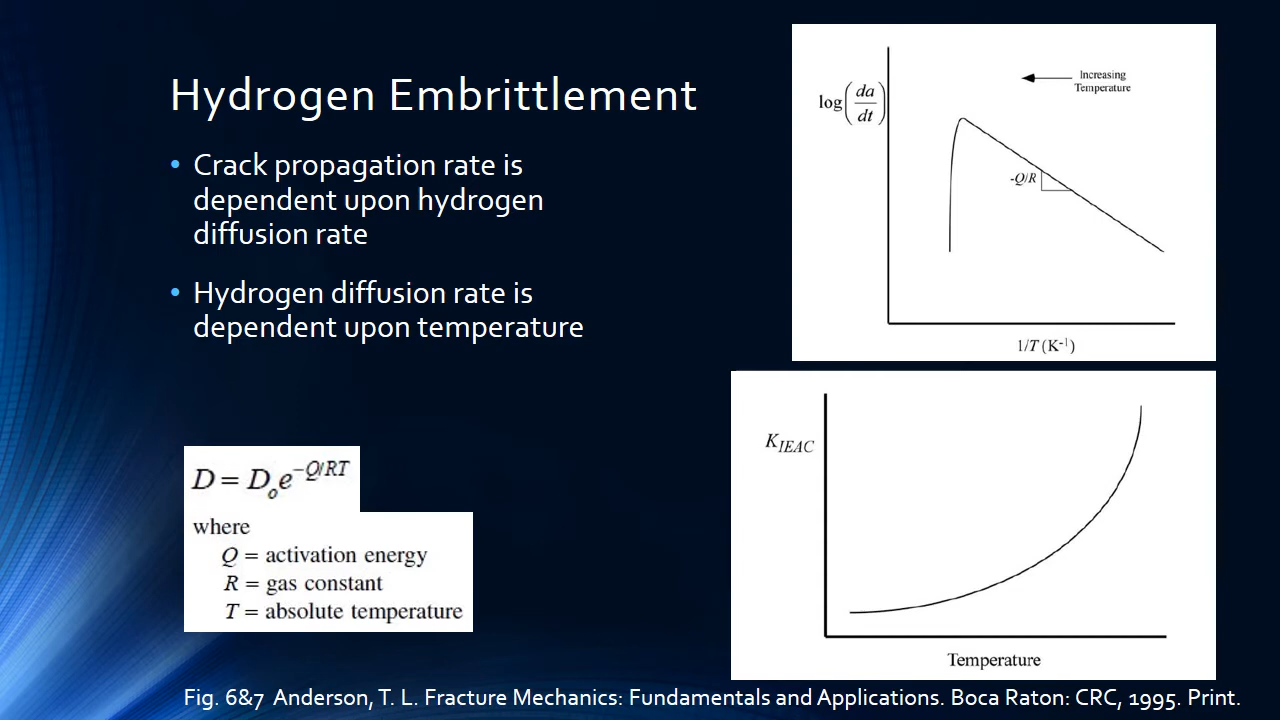 Hydrogen Embrittlement
• Crack propagation rate is
dependent upon hydrogen
diffusion rate
• Hydrogen diffusion rate is
dependent upon temperature
D = Dₒe^−Q/RT
where
Q = activation energy
R = gas constant
T = absolute temperature
log(da/dt)
Increasing
Temperature
-Q/R
1/T (K⁻¹)
K_IEAC
Temperature
Fig. 6&7 Anderson, T. L. Fracture Mechanics: Fundamentals and Applications. Boca Raton: CRC, 1995. Print.